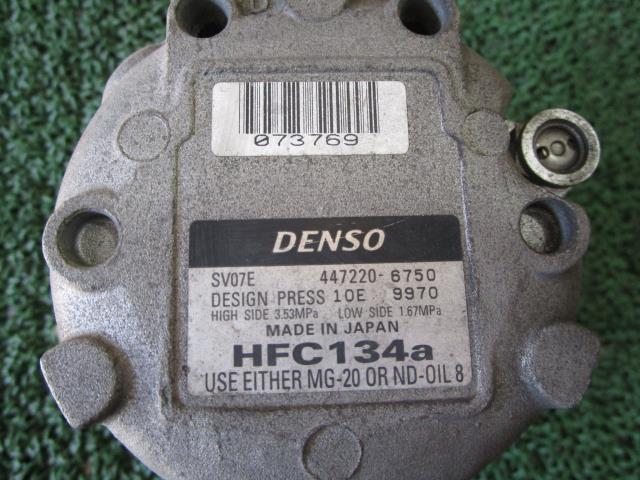 073769
DENSO
SV07E 447220-6750
DESIGN PRESS 10E 9970
HIGH SIDE 3.53MPa LOW SIDE 1.67MPa
MADE IN JAPAN
HFC134a
USE EITHER MG-20 OR ND-OIL 8